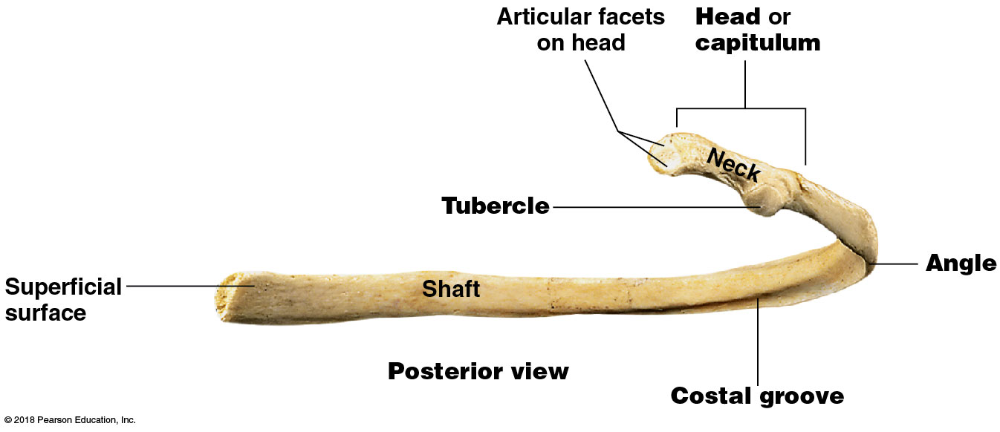 Articular facets
on head
Head or
capitulum
Neck
Tubercle
Angle
Superficial
surface
Shaft
Posterior view
Costal groove
© 2018 Pearson Education, Inc.